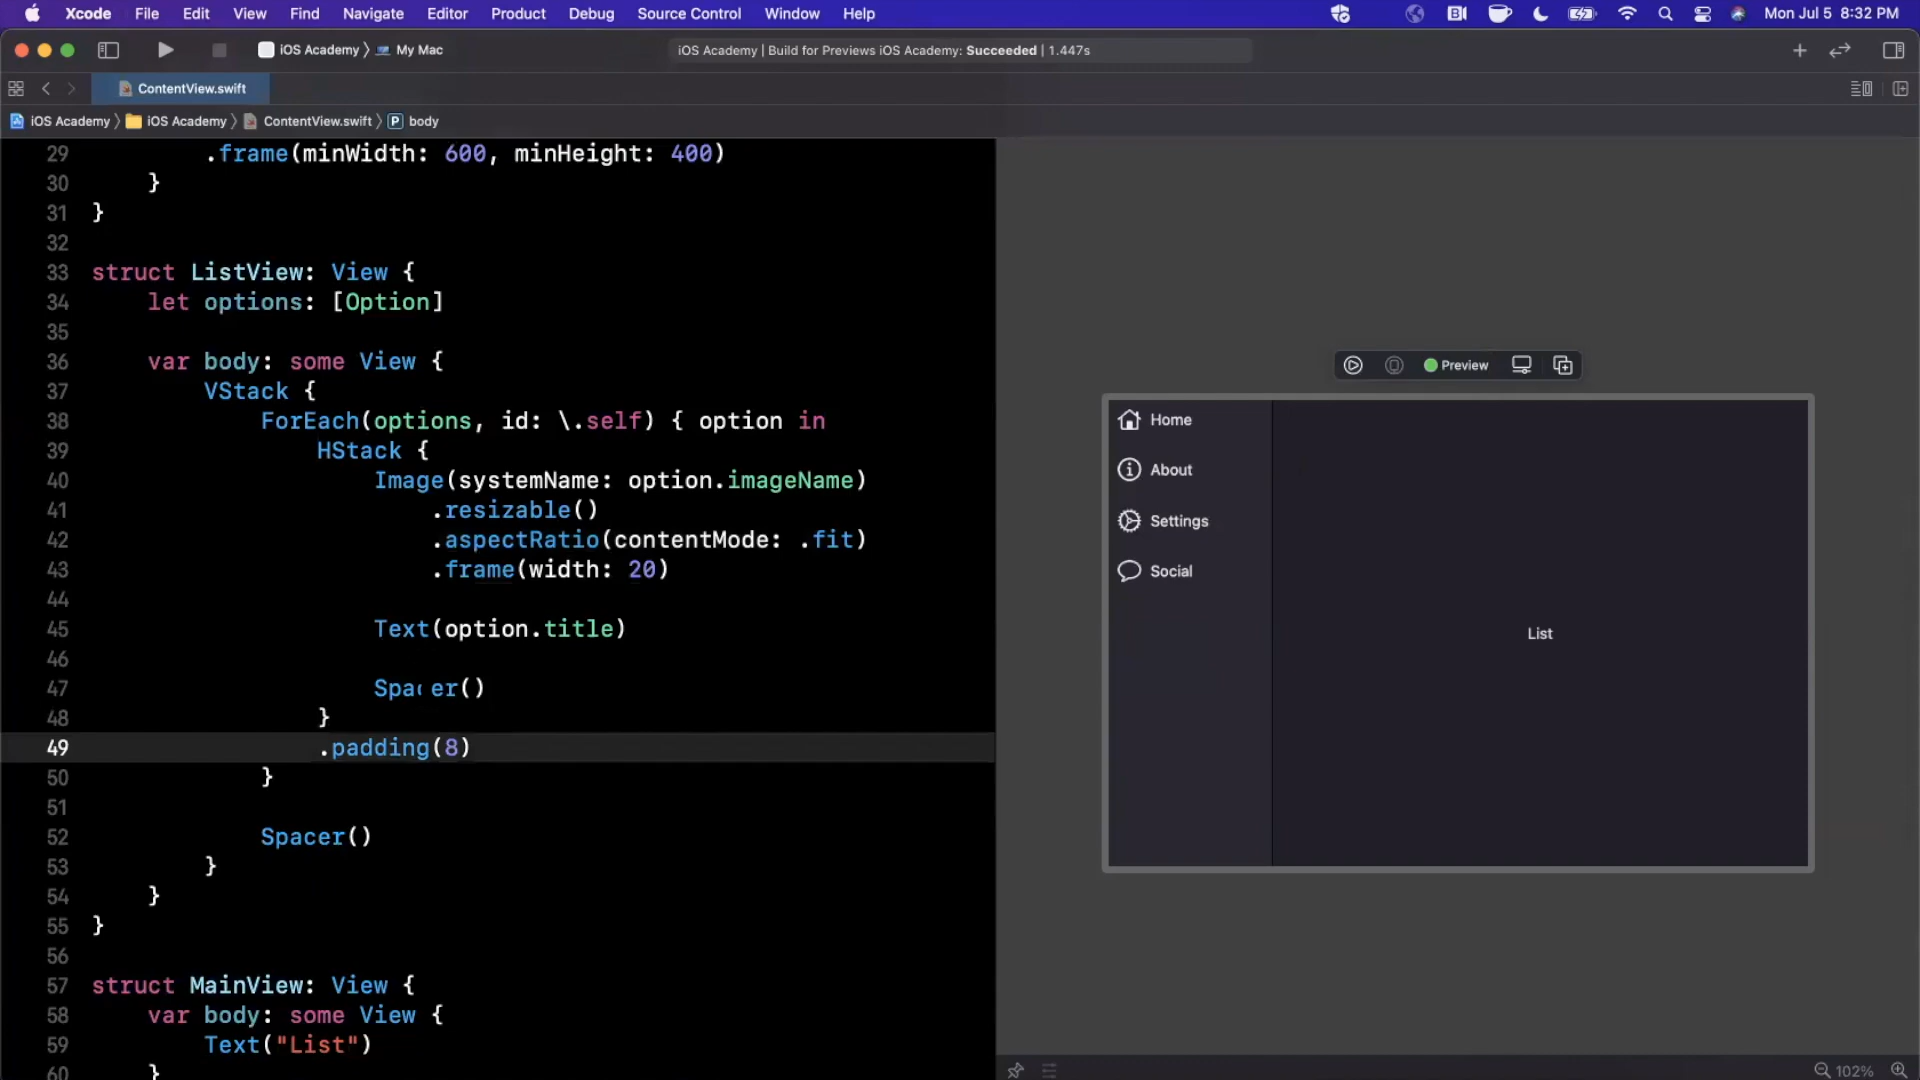 Xcode File Edit View Find Navigate Editor Product Debug Source Control Window Help Mon Jul 5 8:32 PM
iOS Academy 〉 My Mac iOS Academy | Build for Previews iOS Academy: Succeeded | 1.447s
ContentView.swift
iOS Academy 〉 iOS Academy 〉 ContentView.swift 〉 P body
29 .frame(minWidth: 600, minHeight: 400)
30 }
31 }
32
33 struct ListView: View {
34 let options: [Option]
35
36 var body: some View {
37 VStack {
38 ForEach(options, id: \.self) { option in
39 HStack {
40 Image(systemName: option.imageName)
41 .resizable()
42 .aspectRatio(contentMode: .fit)
43 .frame(width: 20)
44
45 Text(option.title)
46
47 Spacer()
48 }
49 .padding(8)
50 }
51
52 Spacer()
53 }
54 }
55 }
56
57 struct MainView: View {
58 var body: some View {
59 Text("List")
60 }
Preview
Home
About
Settings
Social
List
102%